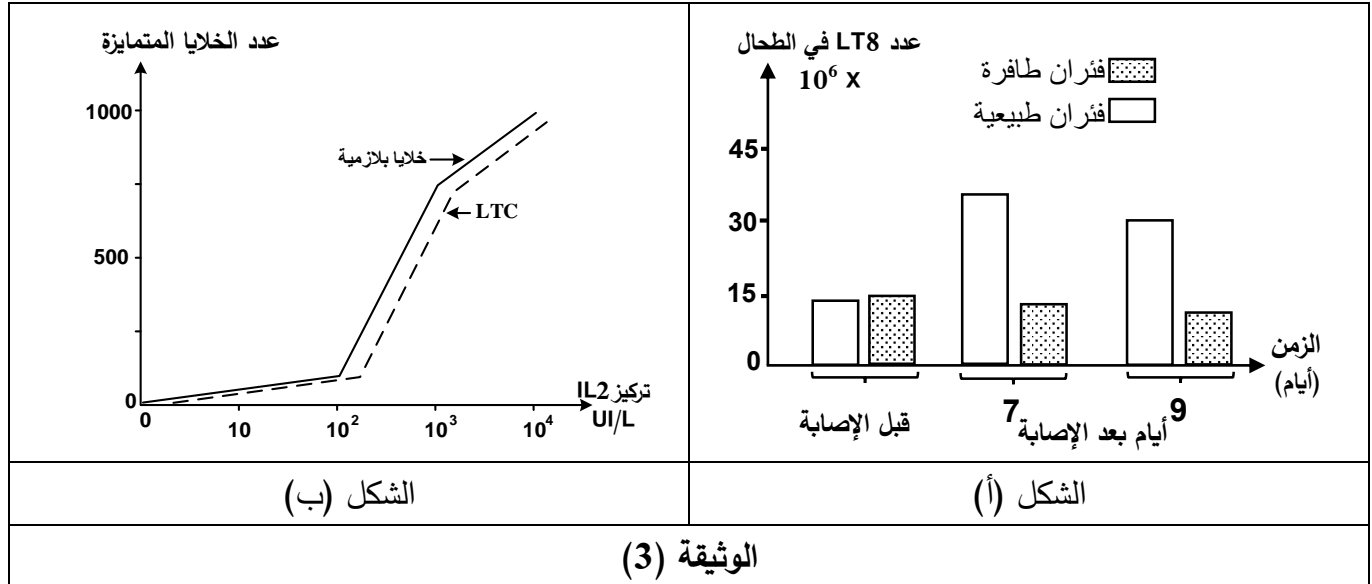 عدد LT8 في الطحال
10⁶ X
فئران طافرة
فئران طبيعية
45
30
15
0
الزمن
(أيام)
قبل الإصابة
7
9
أيام بعد الإصابة
الشكل (أ)
عدد الخلايا المتمايزة
1000
500
0
خلايا بلازمية
LTC
تركيز IL2
UI/L
0 10 10² 10³ 10⁴
الشكل (ب)
الوثيقة (3)